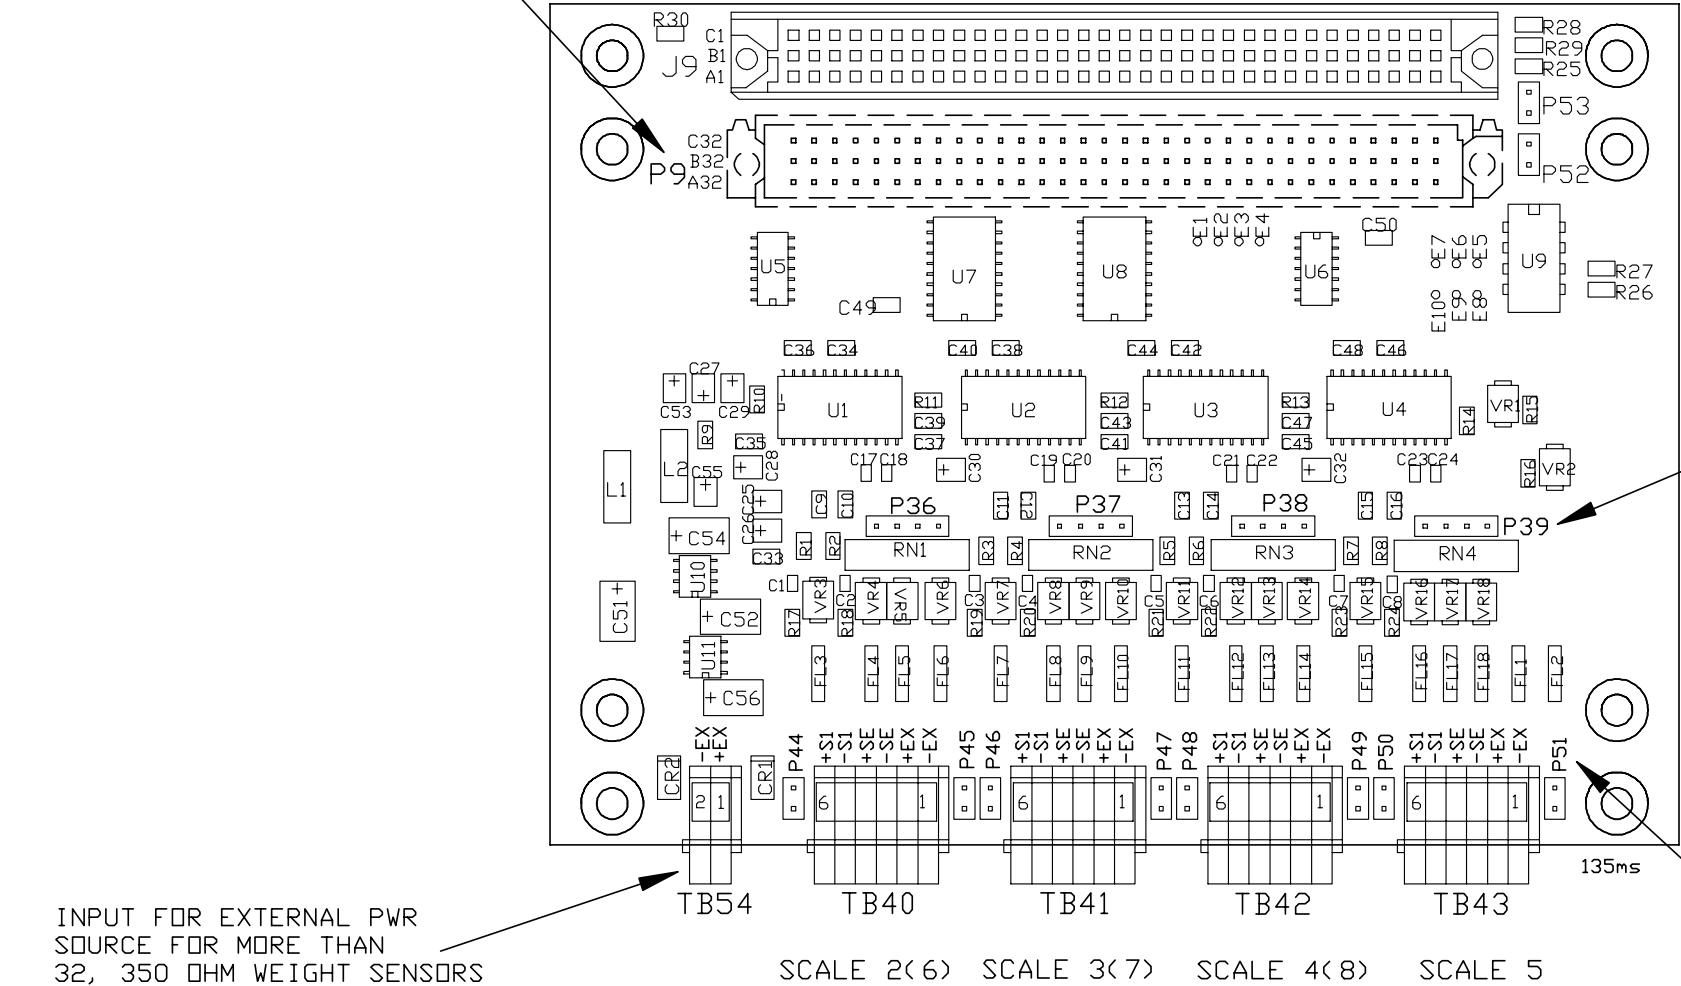 R30
C1
B1
A1
J9
R28
R29
R25
P53
C32
B32
A32
P9
P52
E1 E2 E3 E4
C50
E7 E6 E5
U5
U7
U8
U6
U9
R27
R26
C49
E10 E9 E8
C36 C34 C40 C38 C44 C42 C48 C46
C27
C53 C29 R10
U1
R11
C39
C37
U2
R12
C43
C41
U3
R13
C47
C45
U4
R14
VR1 R15
R9
C35
L2
C28
C17 C18
C30
C19 C20
C31
C21 C22
C32
C23 C24
R16 VR2
L1
C55
C25
C9 C10
P36
C11 C12
P37
C13 C14
P38
C15 C16
P39
C54
C26
C33
R1 R2
RN1
R3 R4
RN2
R5 R6
RN3
R7 R8
RN4
U10
C1
VR3
C2
VR4 VR5 VR6
C3
VR7
C4
VR8 VR9 VR10
C5
VR11
C6
VR12 VR13 VR14
C7
VR15
C8
VR16 VR17 VR18
C51
C52
R17 R18 R19 R20 R21 R22 R23 R24
U11
FL3 FL4 FL5 FL6 FL7 FL8 FL9 FL10 FL11 FL12 FL13 FL14 FL15 FL16 FL17 FL18 FL1 FL2
C56
-EX +EX
P44
+S1 -S1 +SE -SE +EX -EX
P45 P46
+S1 -S1 +SE -SE +EX -EX
P47 P48
+S1 -S1 +SE -SE +EX -EX
P49 P50
+S1 -S1 +SE -SE +EX -EX
P51
CR2
2 1
CR1
6 1
6 1
6 1
6 1
135ms
TB54 TB40 TB41 TB42 TB43
INPUT FOR EXTERNAL PWR
SOURCE FOR MORE THAN
32, 350 OHM WEIGHT SENSORS
SCALE 2(6) SCALE 3(7) SCALE 4(8) SCALE 5